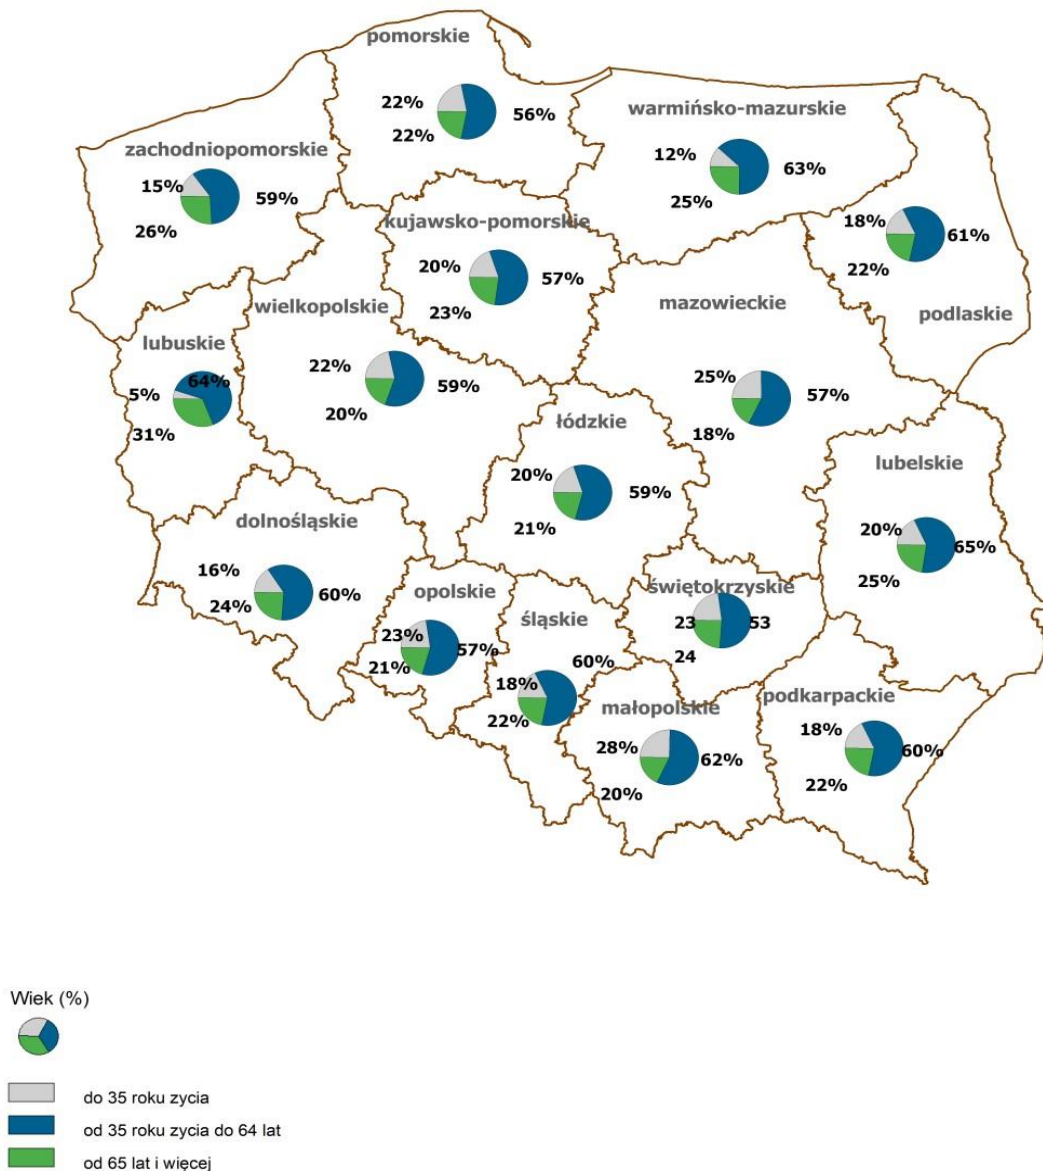 pomorskie
22%
56%
22%
warmińsko-mazurskie
12%
63%
25%
zachodniopomorskie
15%
59%
26%
kujawsko-pomorskie
20%
57%
23%
18%
61%
22%
podlaskie
wielkopolskie
22%
59%
20%
mazowieckie
25%
57%
18%
lubuskie
64%
5%
31%
łódzkie
20%
59%
21%
lubelskie
20%
65%
25%
dolnośląskie
16%
60%
24%
opolskie
23%
57%
21%
śląskie
60%
18%
22%
świętokrzyskie
23
53
24
małopolskie
28%
62%
20%
podkarpackie
18%
60%
22%
Wiek (%)
do 35 roku zycia
od 35 roku zycia do 64 lat
od 65 lat i więcej